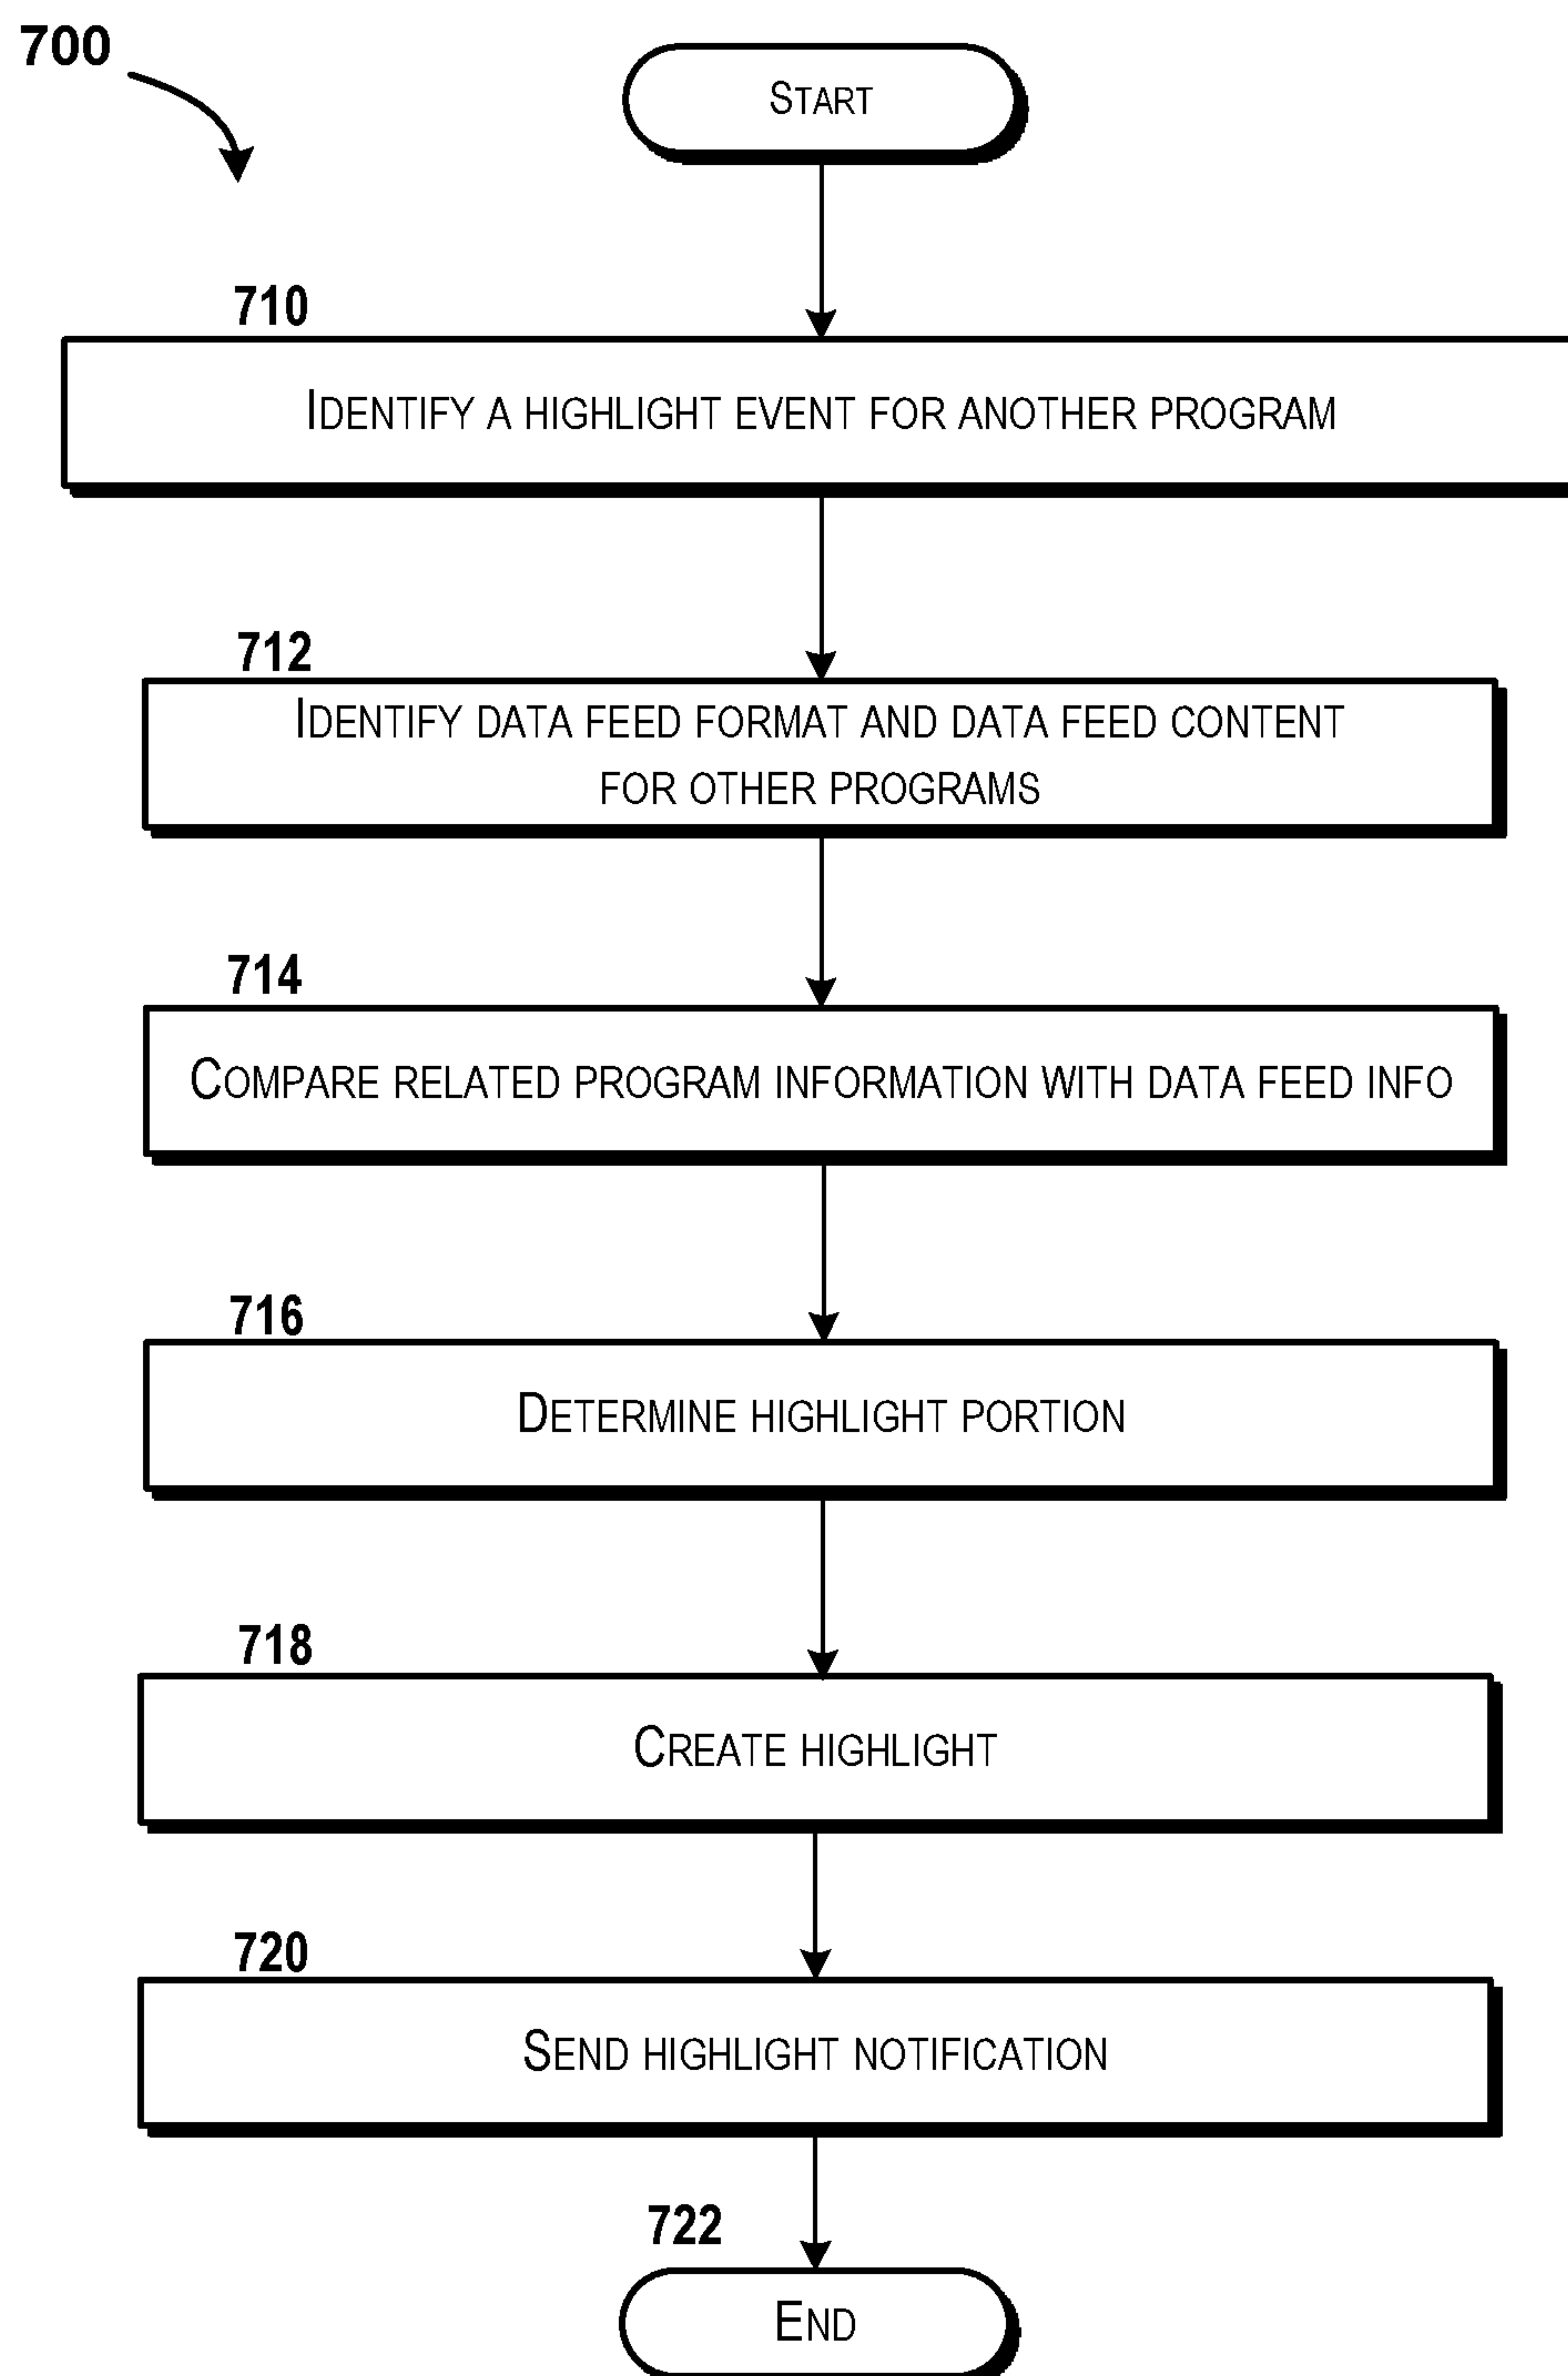 700
START
710
IDENTIFY A HIGHLIGHT EVENT FOR ANOTHER PROGRAM
712
IDENTIFY DATA FEED FORMAT AND DATA FEED CONTENT
FOR OTHER PROGRAMS
714
COMPARE RELATED PROGRAM INFORMATION WITH DATA FEED INFO
716
DETERMINE HIGHLIGHT PORTION
718
CREATE HIGHLIGHT
720
SEND HIGHLIGHT NOTIFICATION
722
END